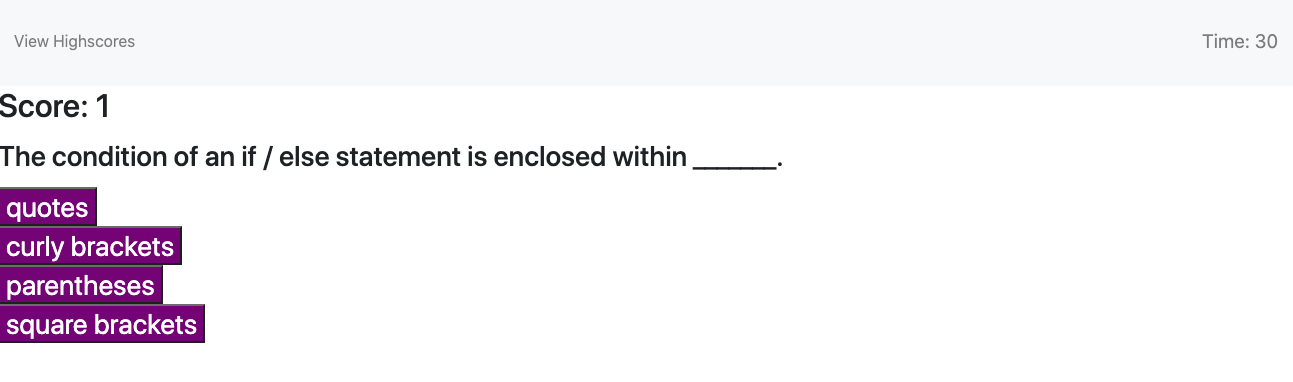 View Highscores
Time: 30
Score: 1
The condition of an if / else statement is enclosed within _______.
quotes
curly brackets
parentheses
square brackets